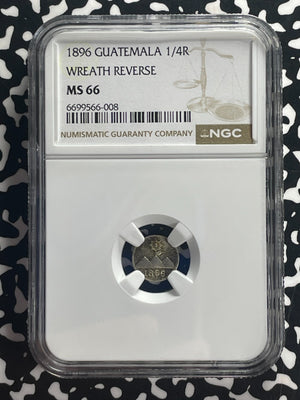 1896 GUATEMALA 1/4R
WREATH REVERSE
MS 66
6699566-008
NUMISMATIC GUARANTY COMPANY NGC
1896